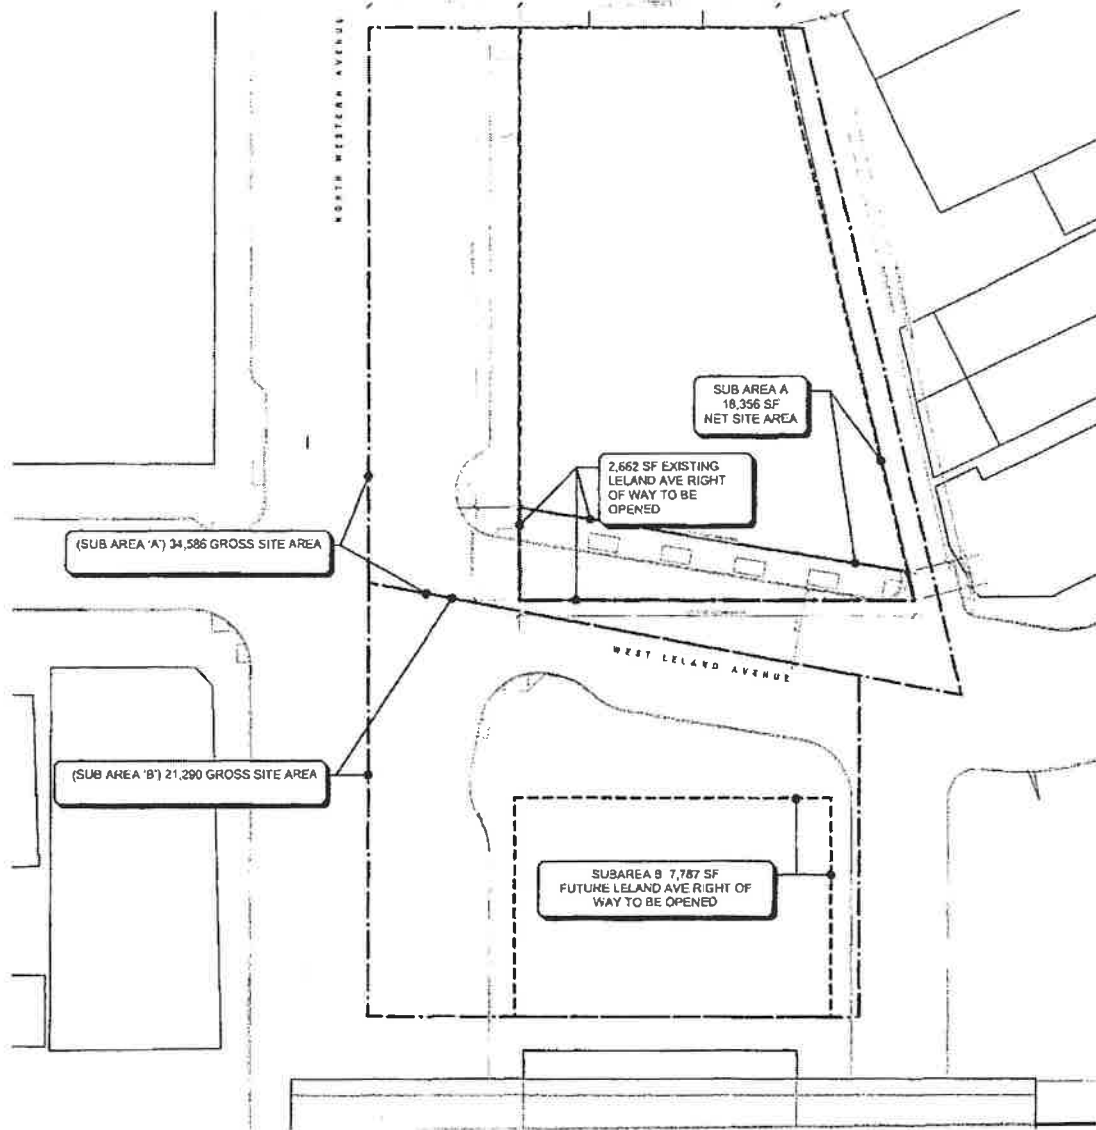 NORTH WESTERN AVENUE
SUB AREA A
18,356 SF
NET SITE AREA
2,662 SF EXISTING
LELAND AVE RIGHT
OF WAY TO BE
OPENED
(SUB AREA 'A') 34,586 GROSS SITE AREA
WEST LELAND AVENUE
(SUB AREA 'B') 21,290 GROSS SITE AREA
SUBAREA B 7,787 SF
FUTURE LELAND AVE RIGHT OF
WAY TO BE OPENED